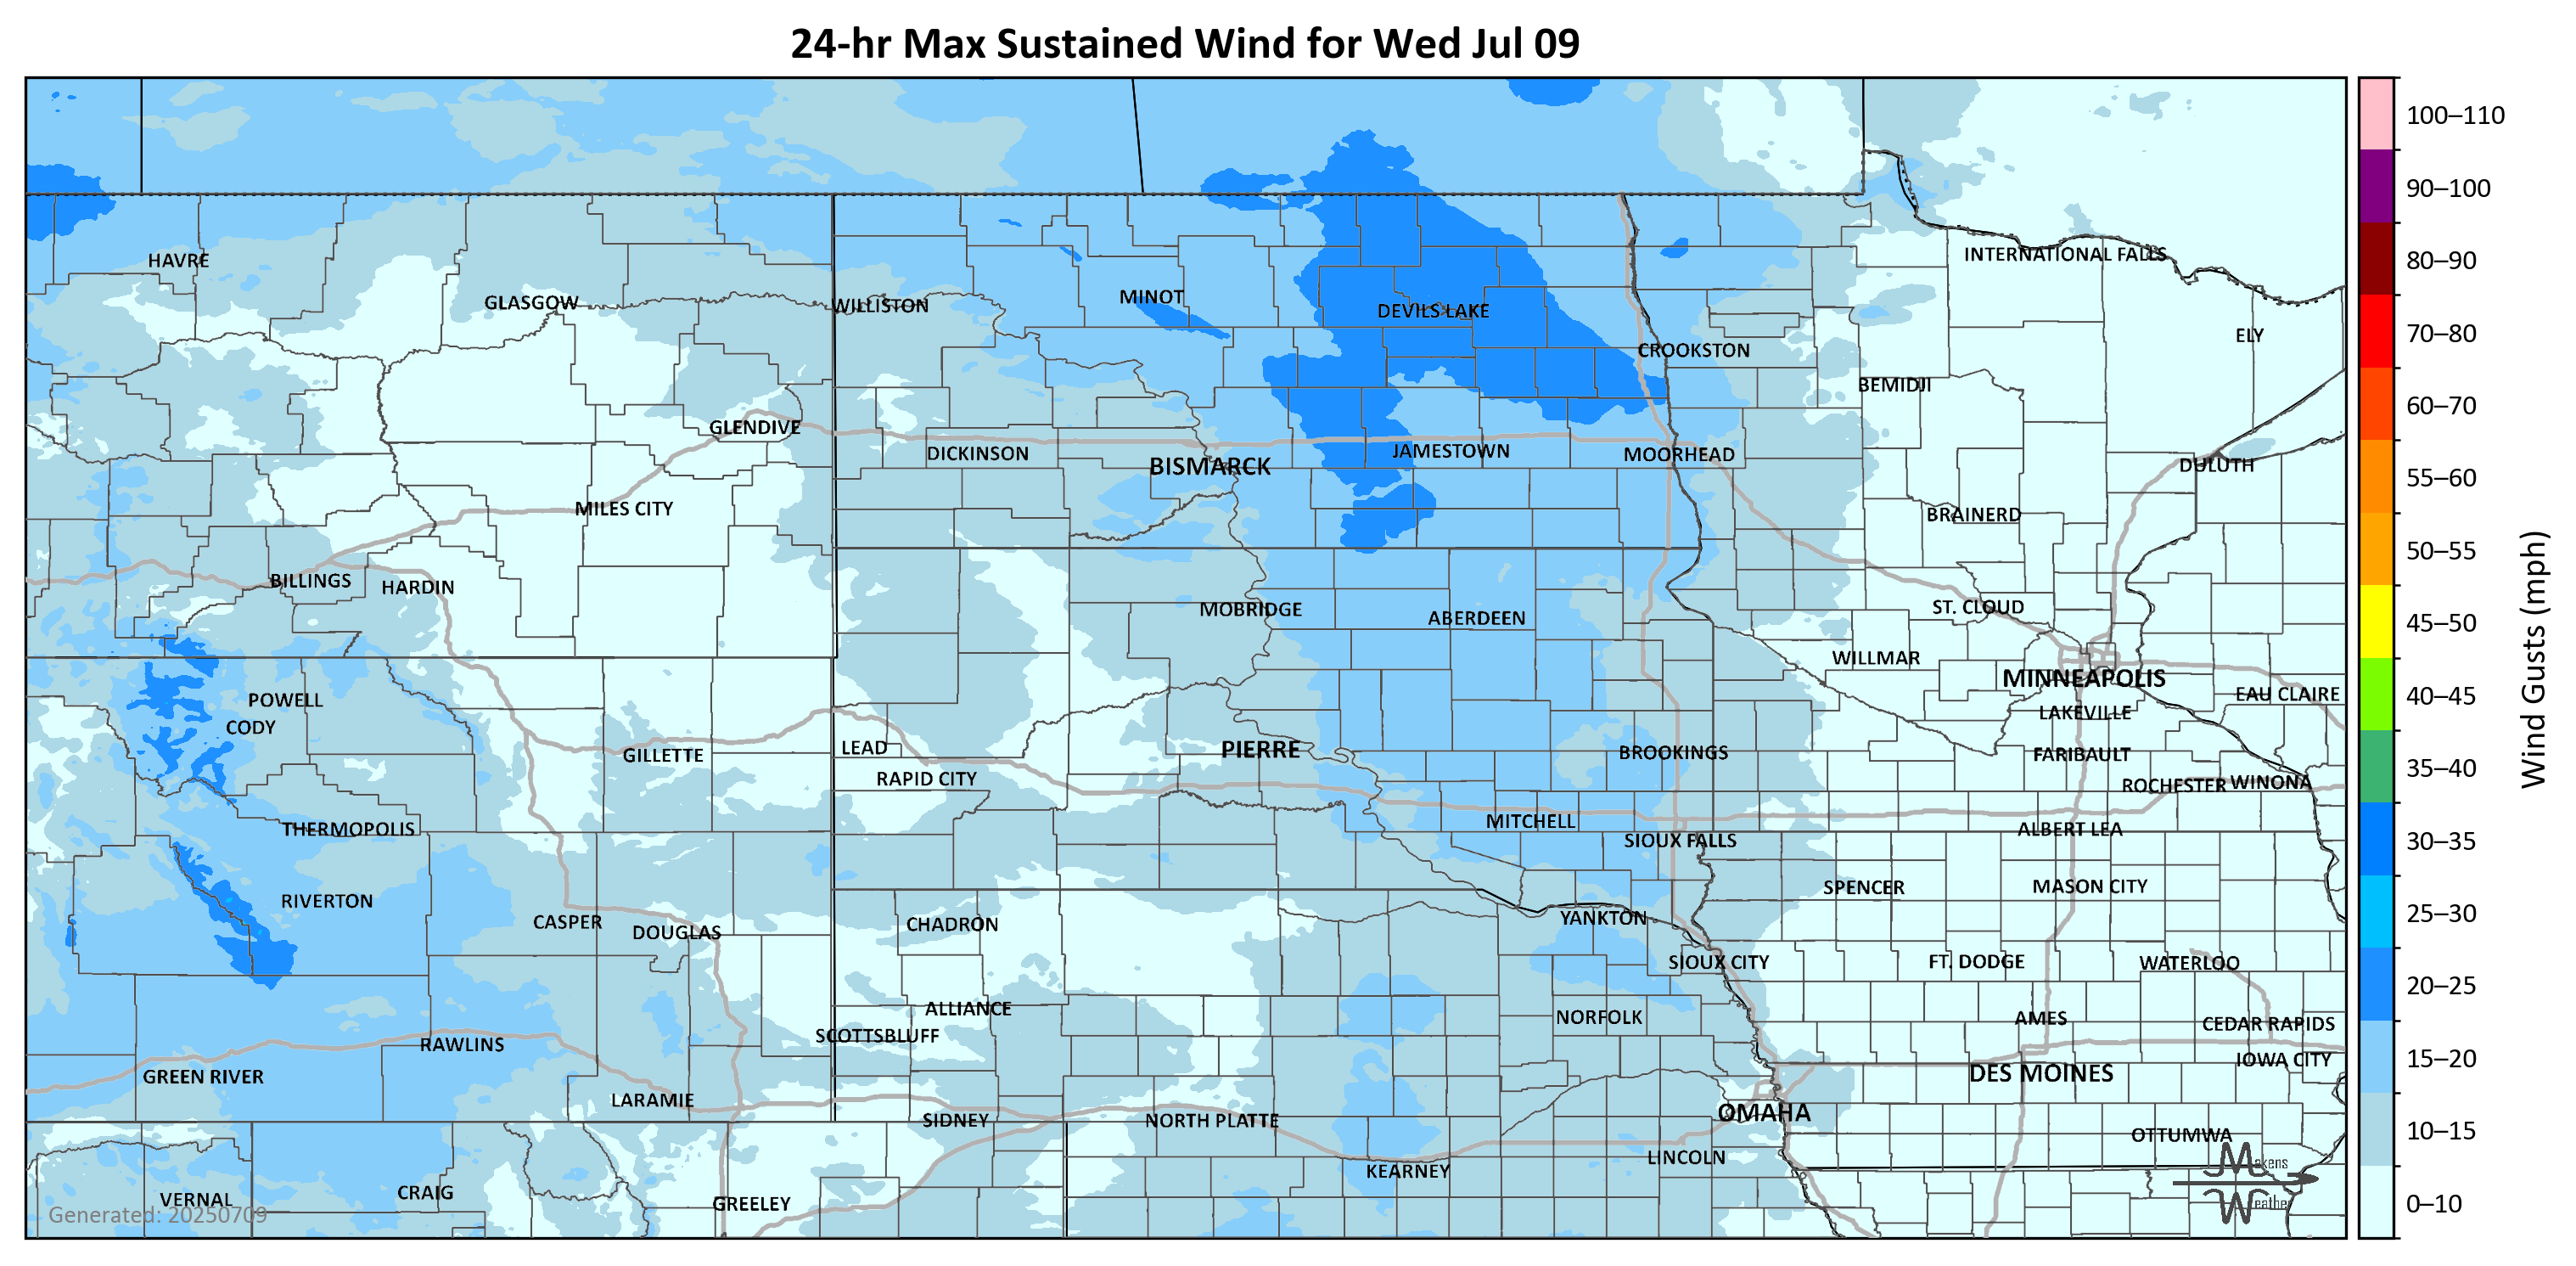 24-hr Max Sustained Wind for Wed Jul 09
100–110
90–100
80–90
70–80
60–70
55–60
50–55
45–50
40–45
35–40
30–35
25–30
20–25
15–20
10–15
0–10
Wind Gusts (mph)
HAVRE
GLASGOW
WILLISTON
MINOT
DEVILS LAKE
INTERNATIONAL FALLS
ELY
CROOKSTON
BEMIDJI
GLENDIVE
DICKINSON
BISMARCK
JAMESTOWN
MOORHEAD
DULUTH
MILES CITY
BRAINERD
BILLINGS
HARDIN
MOBRIDGE
ABERDEEN
ST. CLOUD
WILLMAR
MINNEAPOLIS
EAU CLAIRE
POWELL
CODY
LAKEVILLE
GILLETTE
LEAD
PIERRE
BROOKINGS
FARIBAULT
RAPID CITY
ROCHESTER
WINONA
THERMOPOLIS
MITCHELL
SIOUX FALLS
ALBERT LEA
RIVERTON
SPENCER
MASON CITY
CASPER
DOUGLAS
CHADRON
YANKTON
SIOUX CITY
FT. DODGE
WATERLOO
ALLIANCE
SCOTTSBLUFF
NORFOLK
AMES
CEDAR RAPIDS
RAWLINS
IOWA CITY
GREEN RIVER
DES MOINES
LARAMIE
SIDNEY
NORTH PLATTE
OMAHA
OTTUMWA
LINCOLN
KEARNEY
VERNAL
CRAIG
GREELEY
Makens
Weather
Generated: 20250709